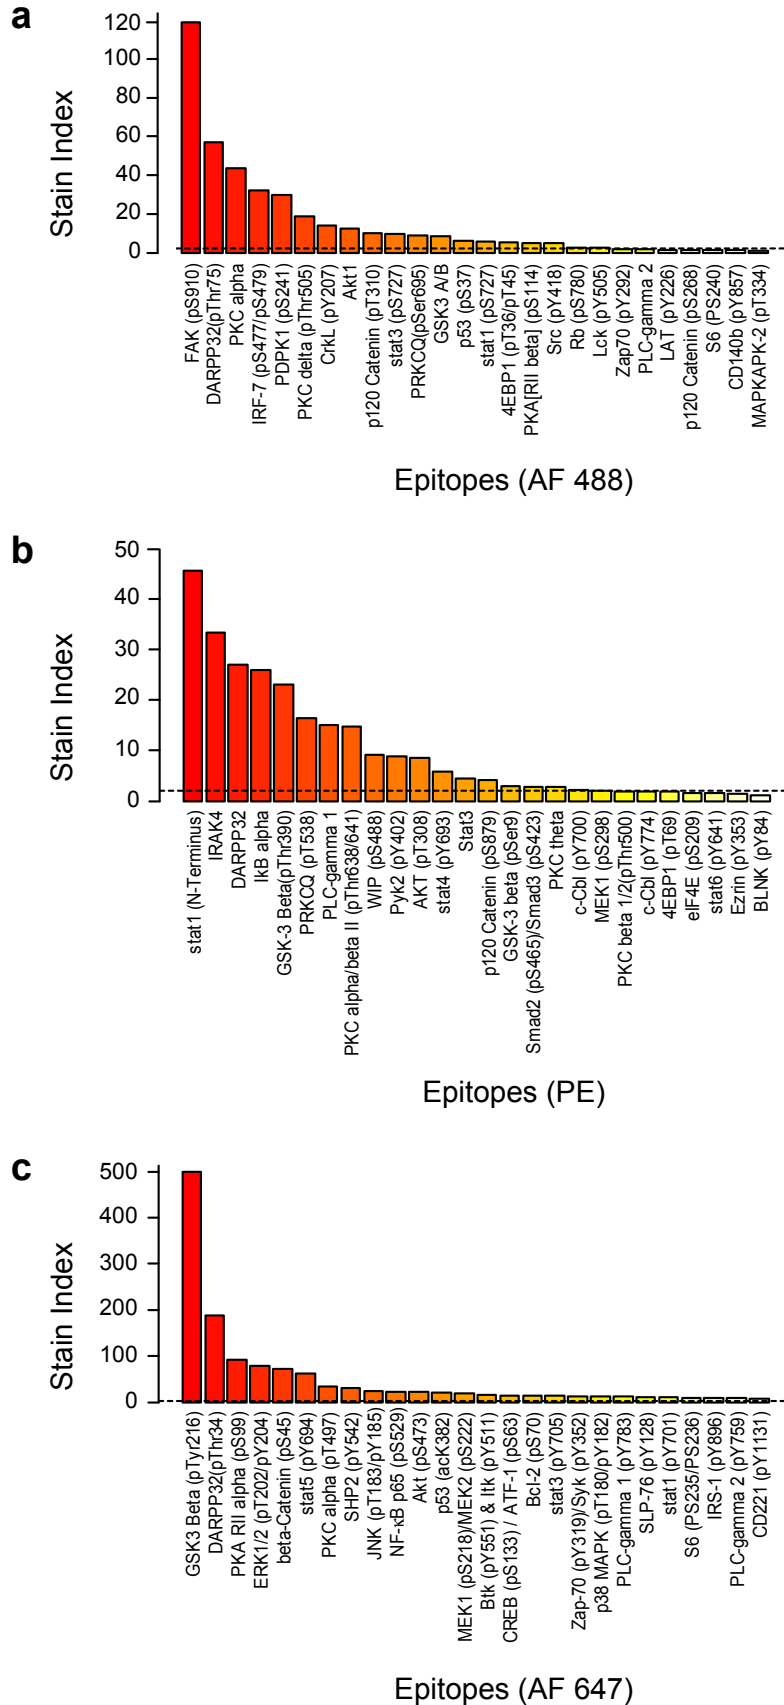 a
Stain Index
120
100
80
60
40
20
0
FAK (pS910)
DARPP32(pThr75)
PKC alpha
IRF-7 (pS477/pS479)
PDPK1 (pS241)
PKC delta (pThr505)
CrkL (pY207)
Akt1
p120 Catenin (pT310)
stat3 (pS727)
PRKCQ(pSer695)
GSK3 A/B
p53 (pS37)
stat1 (pS727)
4EBP1 (pT36/pT45)
PKA[RII beta] (pS114)
Src (pY418)
Rb (pS780)
Lck (pY505)
Zap70 (pY292)
PLC-gamma 2
LAT (pY226)
p120 Catenin (pS268)
S6 (PS240)
CD140b (pY857)
MAPKAPK-2 (pT334)
Epitopes (AF 488)
b
Stain Index
50
40
30
20
10
0
stat1 (N-Terminus)
IRAK4
DARPP32
IkB alpha
GSK-3 Beta(pThr390)
PRKCQ (pT538)
PLC-gamma 1
PKC alpha/beta II (pThr638/641)
WIP (pS488)
Pyk2 (pY402)
AKT (pT308)
stat4 (pY693)
Stat3
p120 Catenin (pS879)
GSK-3 beta (pSer9)
Smad2 (pS465)/Smad3 (pS423)
PKC theta
c-Cbl (pY700)
MEK1 (pS298)
PKC beta 1/2(pThr500)
c-Cbl (pY774)
4EBP1 (pT69)
eIF4E (pS209)
stat6 (pY641)
Ezrin (pY353)
BLNK (pY84)
Epitopes (PE)
c
Stain Index
500
400
300
200
100
0
GSK3 Beta (pTyr216)
DARPP32(pThr34)
PKA RII alpha (pS99)
ERK1/2 (pT202/pY204)
beta-Catenin (pS45)
stat5 (pY694)
PKC alpha (pT497)
SHP2 (pY542)
JNK (pT183/pY185)
NF-κB p65 (pS529)
Akt (pS473)
p53 (acK382)
MEK1 (pS218)/MEK2 (pS222)
Btk (pY551) & Itk (pY511)
CREB (pS133) / ATF-1 (pS63)
Bcl-2 (pS70)
stat3 (pY705)
Zap-70 (pY319)/Syk (pY352)
p38 MAPK (pT180/pY182)
PLC-gamma 1 (pY783)
SLP-76 (pY128)
stat1 (pY701)
S6 (PS235/PS236)
IRS-1 (pY896)
PLC-gamma 2 (pY759)
CD221 (pY1131)
Epitopes (AF 647)